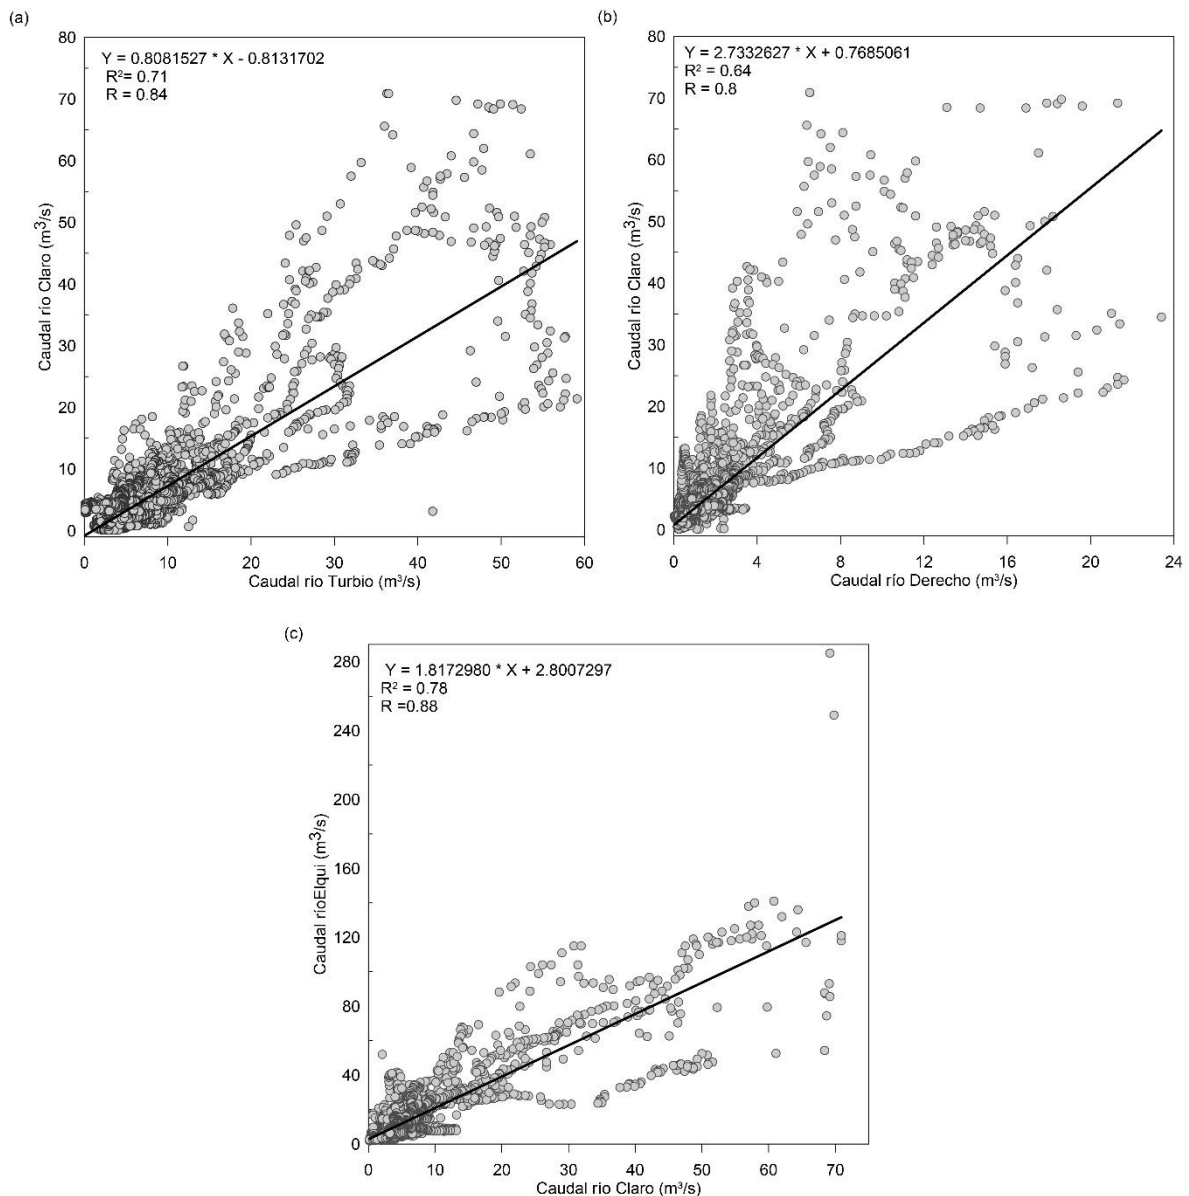 (a)
80
70
60
50
40
30
20
10
0
Caudal río Claro (m³/s)
Y = 0.8081527 * X - 0.8131702
R²= 0.71
R = 0.84
0 10 20 30 40 50 60
Caudal río Turbio (m³/s)
(b)
80
70
60
50
40
30
20
10
0
Caudal río Claro (m³/s)
Y = 2.7332627 * X + 0.7685061
R² = 0.64
R = 0.8
0 4 8 12 16 20 24
Caudal río Derecho (m³/s)
(c)
280
240
200
160
120
80
40
0
Caudal ríoElqui (m³/s)
Y = 1.8172980 * X + 2.8007297
R² = 0.78
R =0.88
0 10 20 30 40 50 60 70
Caudal río Claro (m³/s)